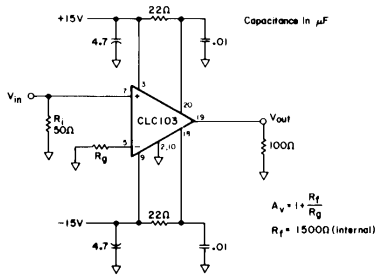 +15V
22Ω
Capacitance In µF
4.7
.01
3
Vin
7
+
20
Ri
50Ω
CLC103
19
Vout
5
−
2,10
18
100Ω
Rg
9
Av = 1 + Rf/Rg
22Ω
-15V
Rf = 1500Ω (internal)
4.7
.01